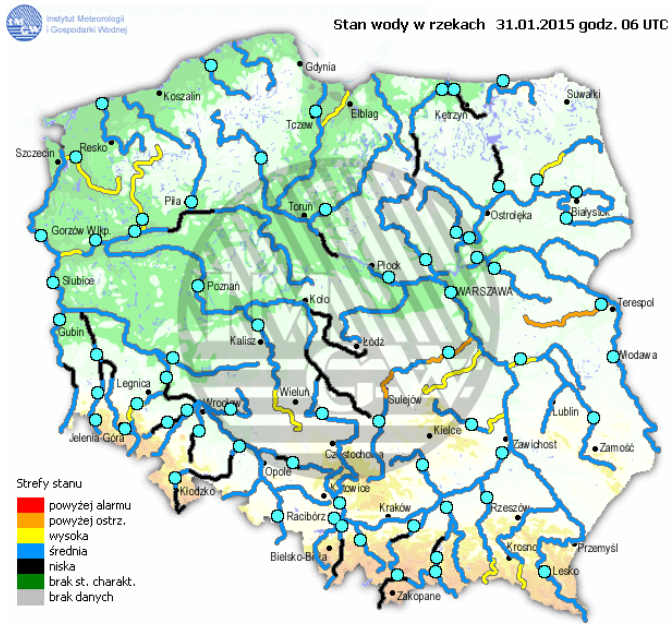 Instytut Meteorologii
i Gospodarki Wodnej
Stan wody w rzekach 31.01.2015 godz. 06 UTC
Gdynia
Koszalin
Suwałki
Elbląg
Kętrzyn
Tczew
Resko
Szczecin
Piła
Toruń
Ostrołęka
Białystok
Gorzów Wlkp.
Płock
Słubice
Poznań
WARSZAWA
Koło
Terespol
Gubin
Kalisz
Łódź
Włodawa
Legnica
Wieluń
Sulejów
Wrocław
Lublin
Jelenia Góra
Kielce
Zawichost
Zamość
Częstochowa
Opole
Kłodzko
Katowice
Kraków
Rzeszów
Racibórz
Przemyśl
Krosno
Bielsko-Biała
Lesko
Zakopane
Strefy stanu
powyżej alarmu
powyżej ostrz.
wysoka
średnia
niska
brak st. charakt.
brak danych